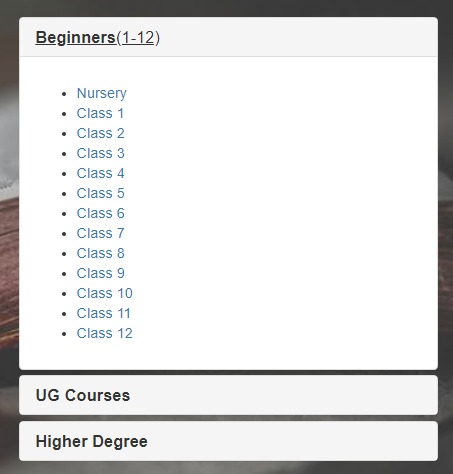 Beginners(1-12)
Nursery
Class 1
Class 2
Class 3
Class 4
Class 5
Class 6
Class 7
Class 8
Class 9
Class 10
Class 11
Class 12
UG Courses
Higher Degree